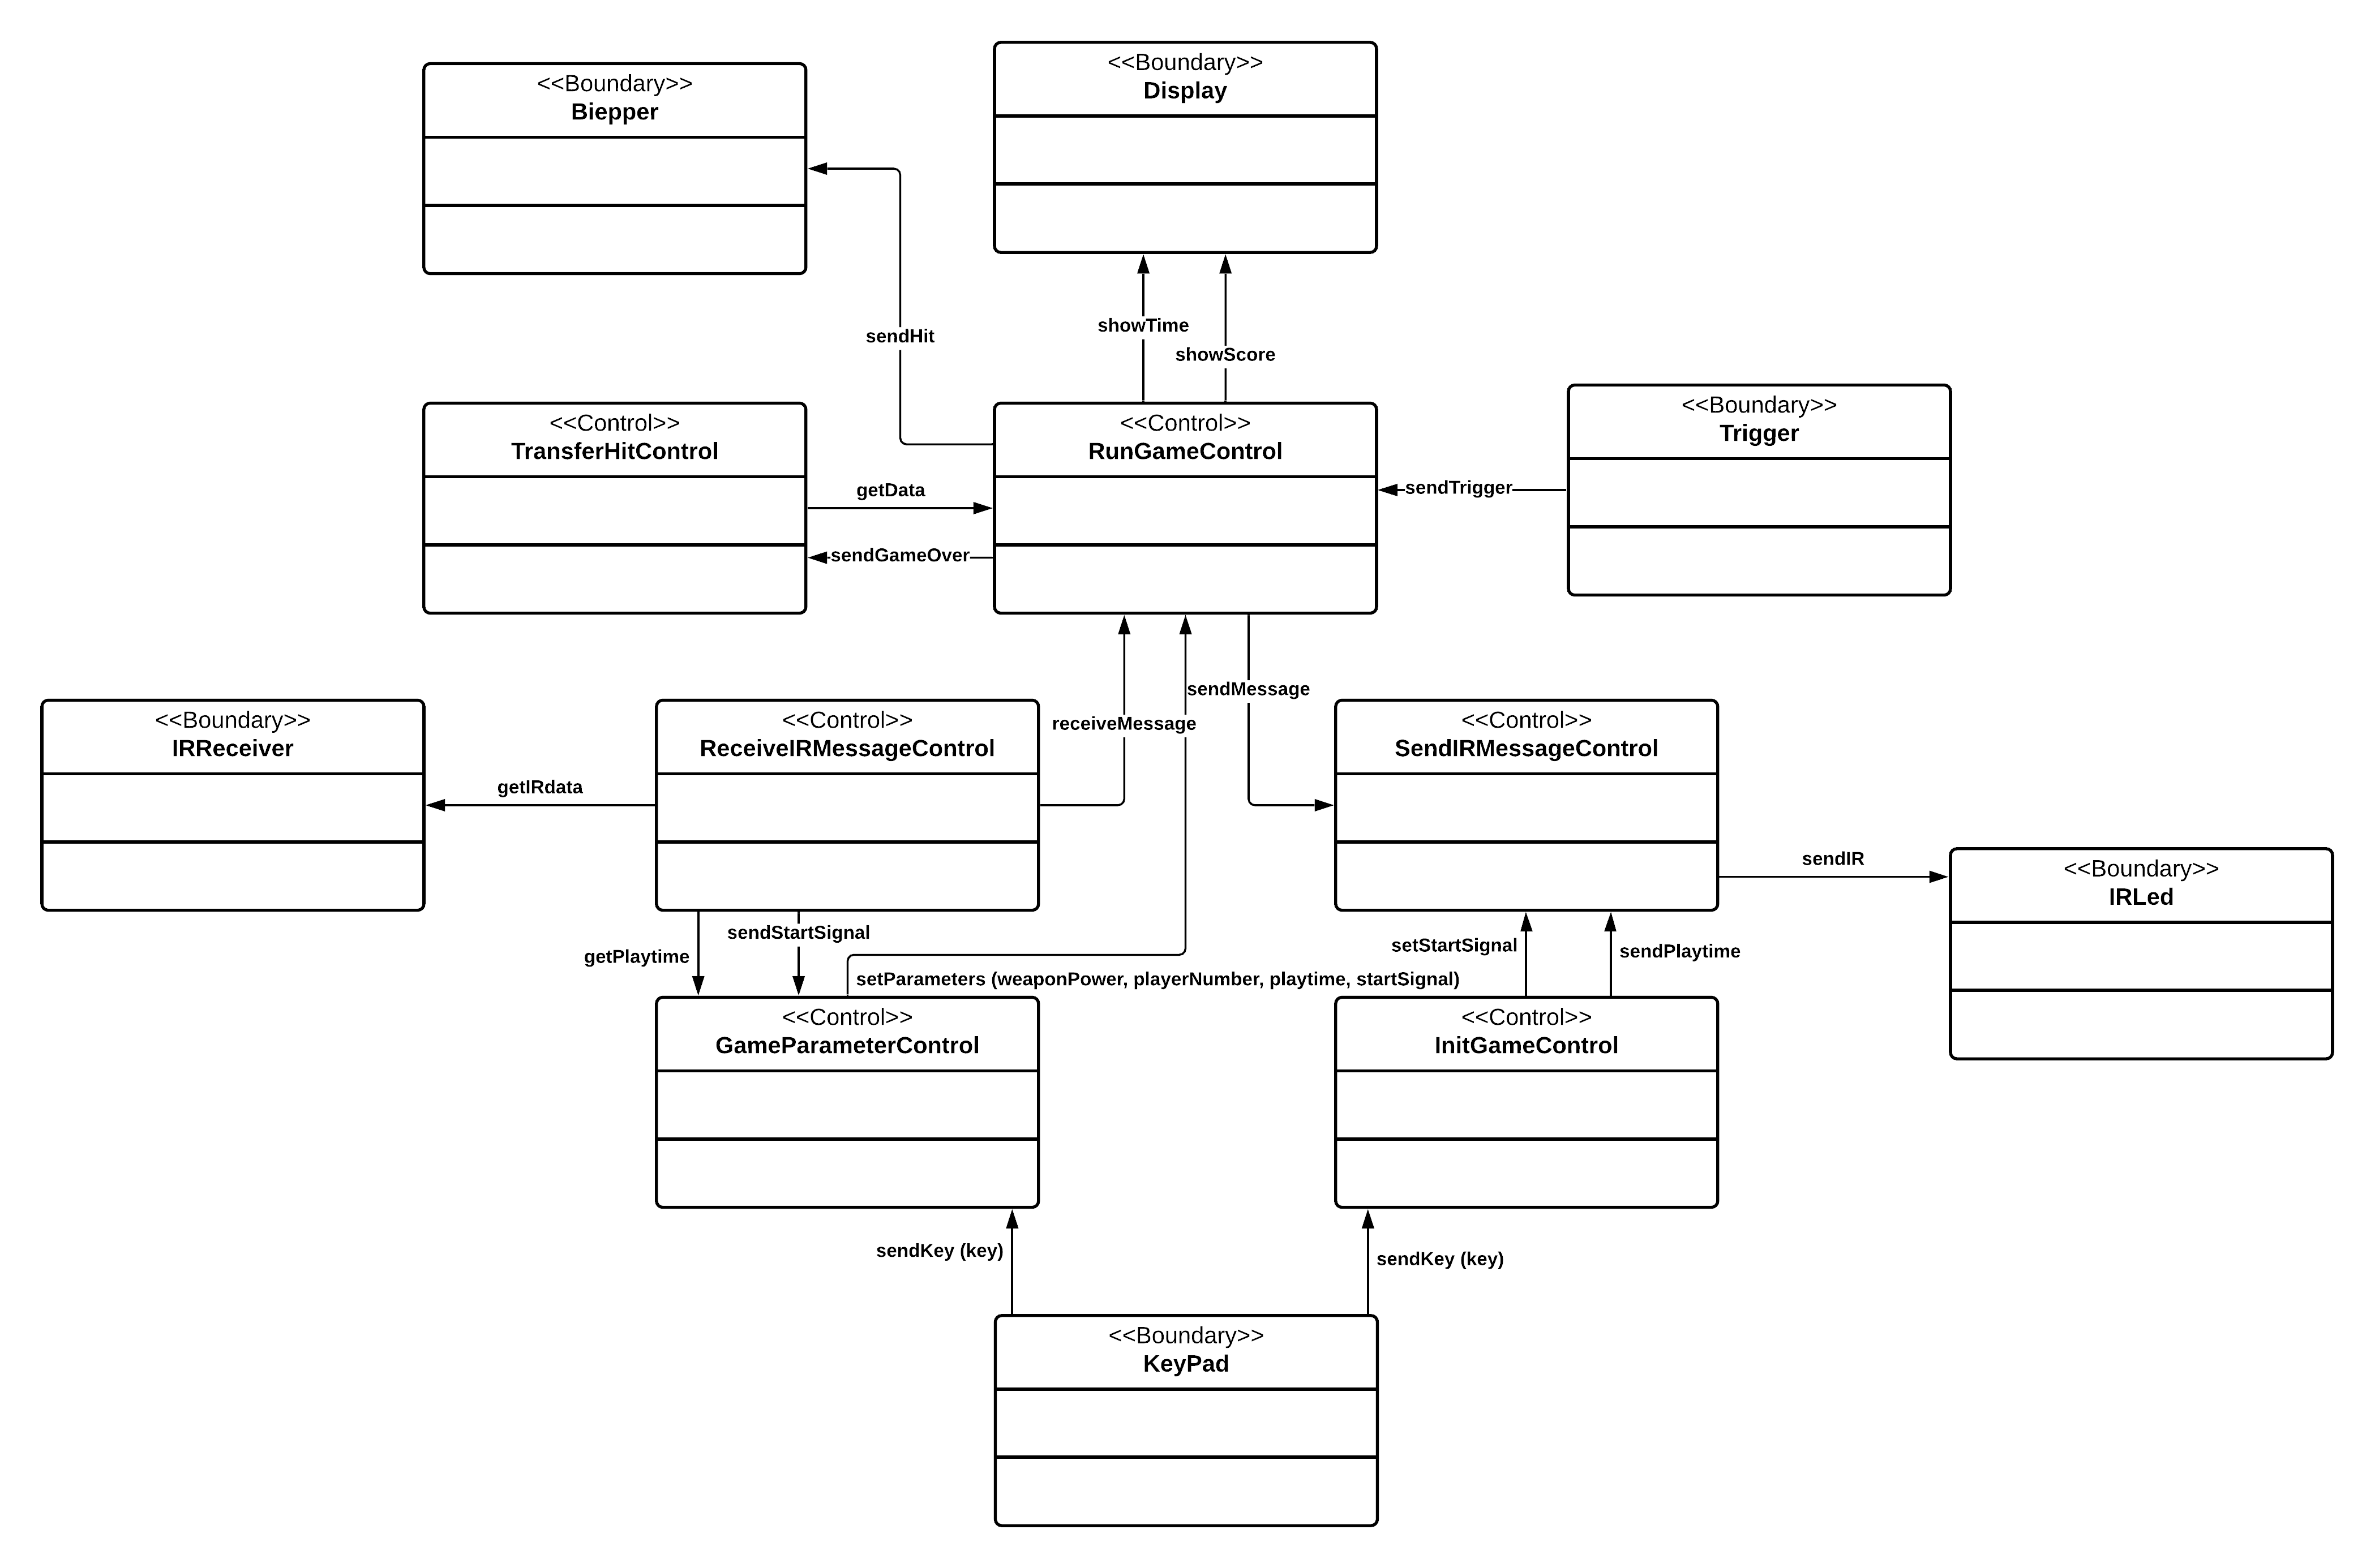 <<Boundary>>
Biepper
<<Boundary>>
Display
sendHit
showTime
showScore
<<Control>>
TransferHitControl
<<Control>>
RunGameControl
<<Boundary>>
Trigger
getData
sendTrigger
sendGameOver
sendMessage
receiveMessage
<<Boundary>>
IRReceiver
<<Control>>
ReceiveIRMessageControl
<<Control>>
SendIRMessageControl
getIRdata
sendIR
<<Boundary>>
IRLed
sendStartSignal
getPlaytime
setStartSignal
sendPlaytime
setParameters (weaponPower, playerNumber, playtime, startSignal)
<<Control>>
GameParameterControl
<<Control>>
InitGameControl
sendKey (key)
sendKey (key)
<<Boundary>>
KeyPad